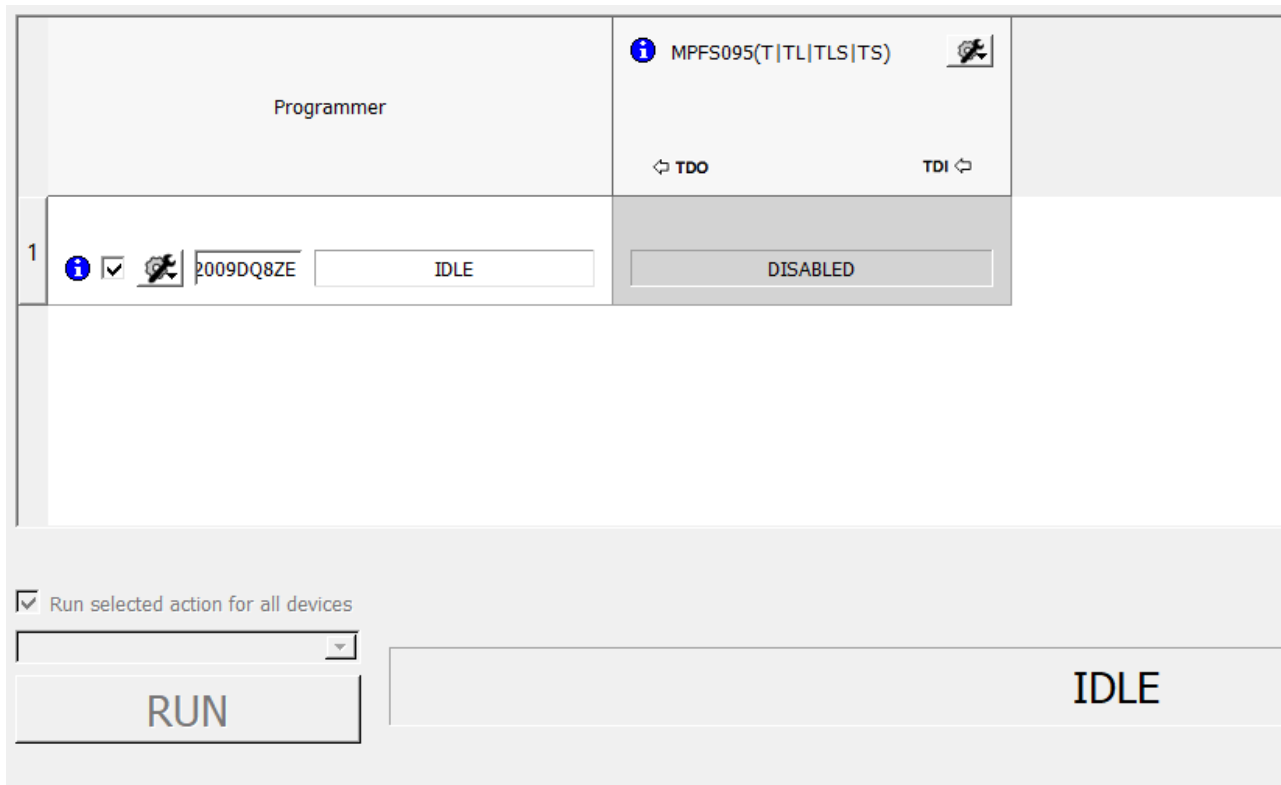 MPFS095(T|TL|TLS|TS)
Programmer
TDO
TDI
1
2009DQ8ZE
IDLE
DISABLED
Run selected action for all devices
RUN
IDLE